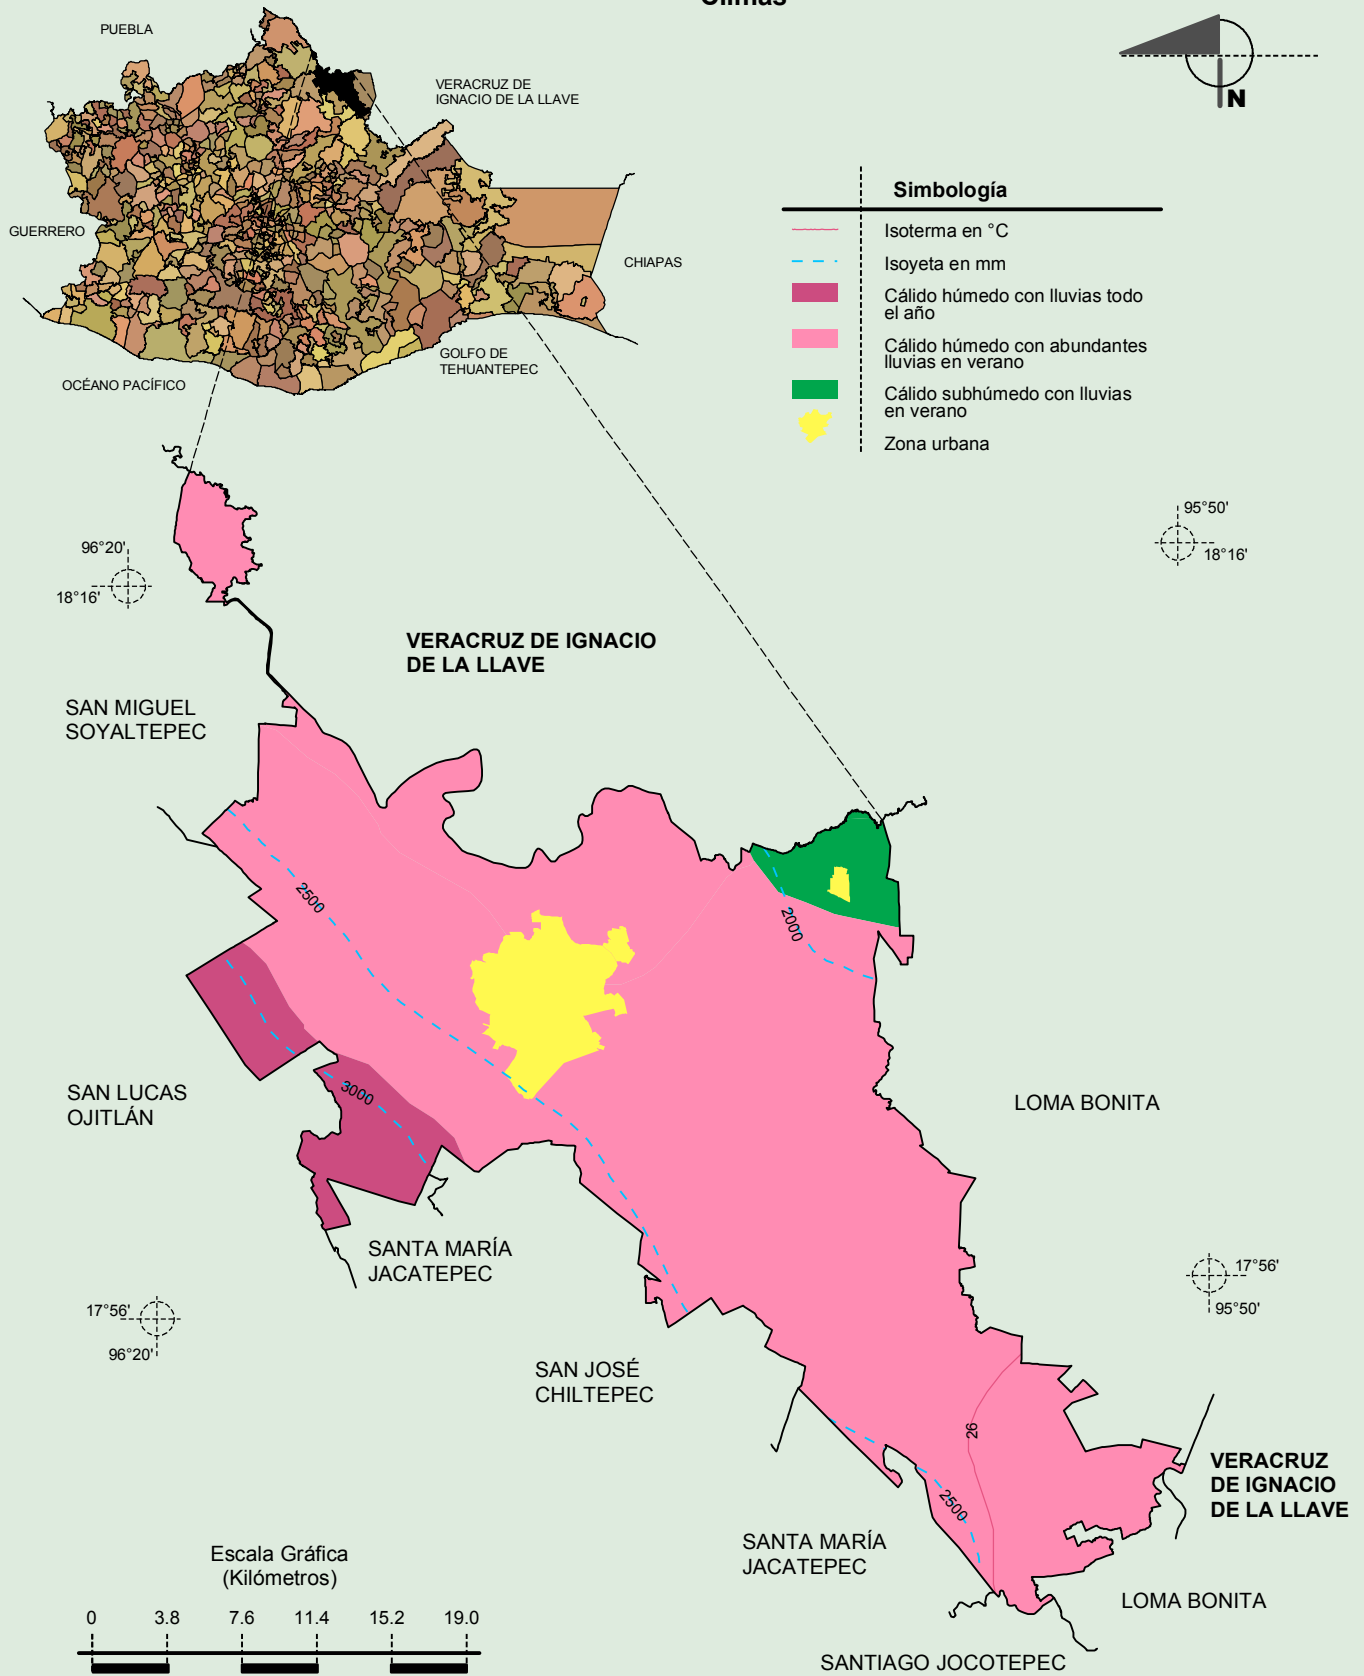 Climas
PUEBLA
VERACRUZ DE
IGNACIO DE LA LLAVE
GUERRERO
CHIAPAS
GOLFO DE
TEHUANTEPEC
OCÉANO PACÍFICO
N
Simbología
Isoterma en °C
Isoyeta en mm
Cálido húmedo con lluvias todo
el año
Cálido húmedo con abundantes
lluvias en verano
Cálido subhúmedo con lluvias
en verano
Zona urbana
95°50'
18°16'
96°20'
18°16'
VERACRUZ DE IGNACIO
DE LA LLAVE
SAN MIGUEL
SOYALTEPEC
2500
2000
3000
SAN LUCAS
OJITLÁN
LOMA BONITA
SANTA MARÍA
JACATEPEC
17°56'
95°50'
17°56'
96°20'
SAN JOSÉ
CHILTEPEC
26
2500
VERACRUZ
DE IGNACIO
DE LA LLAVE
SANTA MARÍA
JACATEPEC
LOMA BONITA
SANTIAGO JOCOTEPEC
Escala Gráfica
(Kilómetros)
0 3.8 7.6 11.4 15.2 19.0